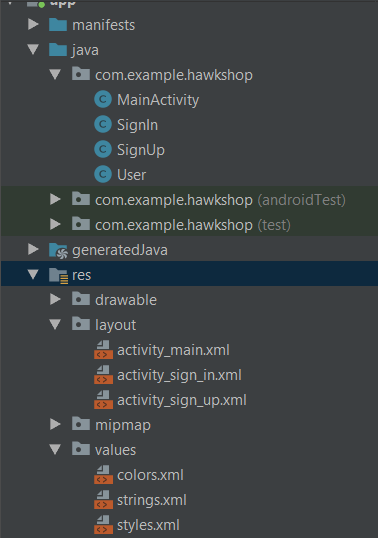 app
manifests
java
com.example.hawkshop
MainActivity
SignIn
SignUp
User
com.example.hawkshop (androidTest)
com.example.hawkshop (test)
generatedJava
res
drawable
layout
activity_main.xml
activity_sign_in.xml
activity_sign_up.xml
mipmap
values
colors.xml
strings.xml
styles.xml